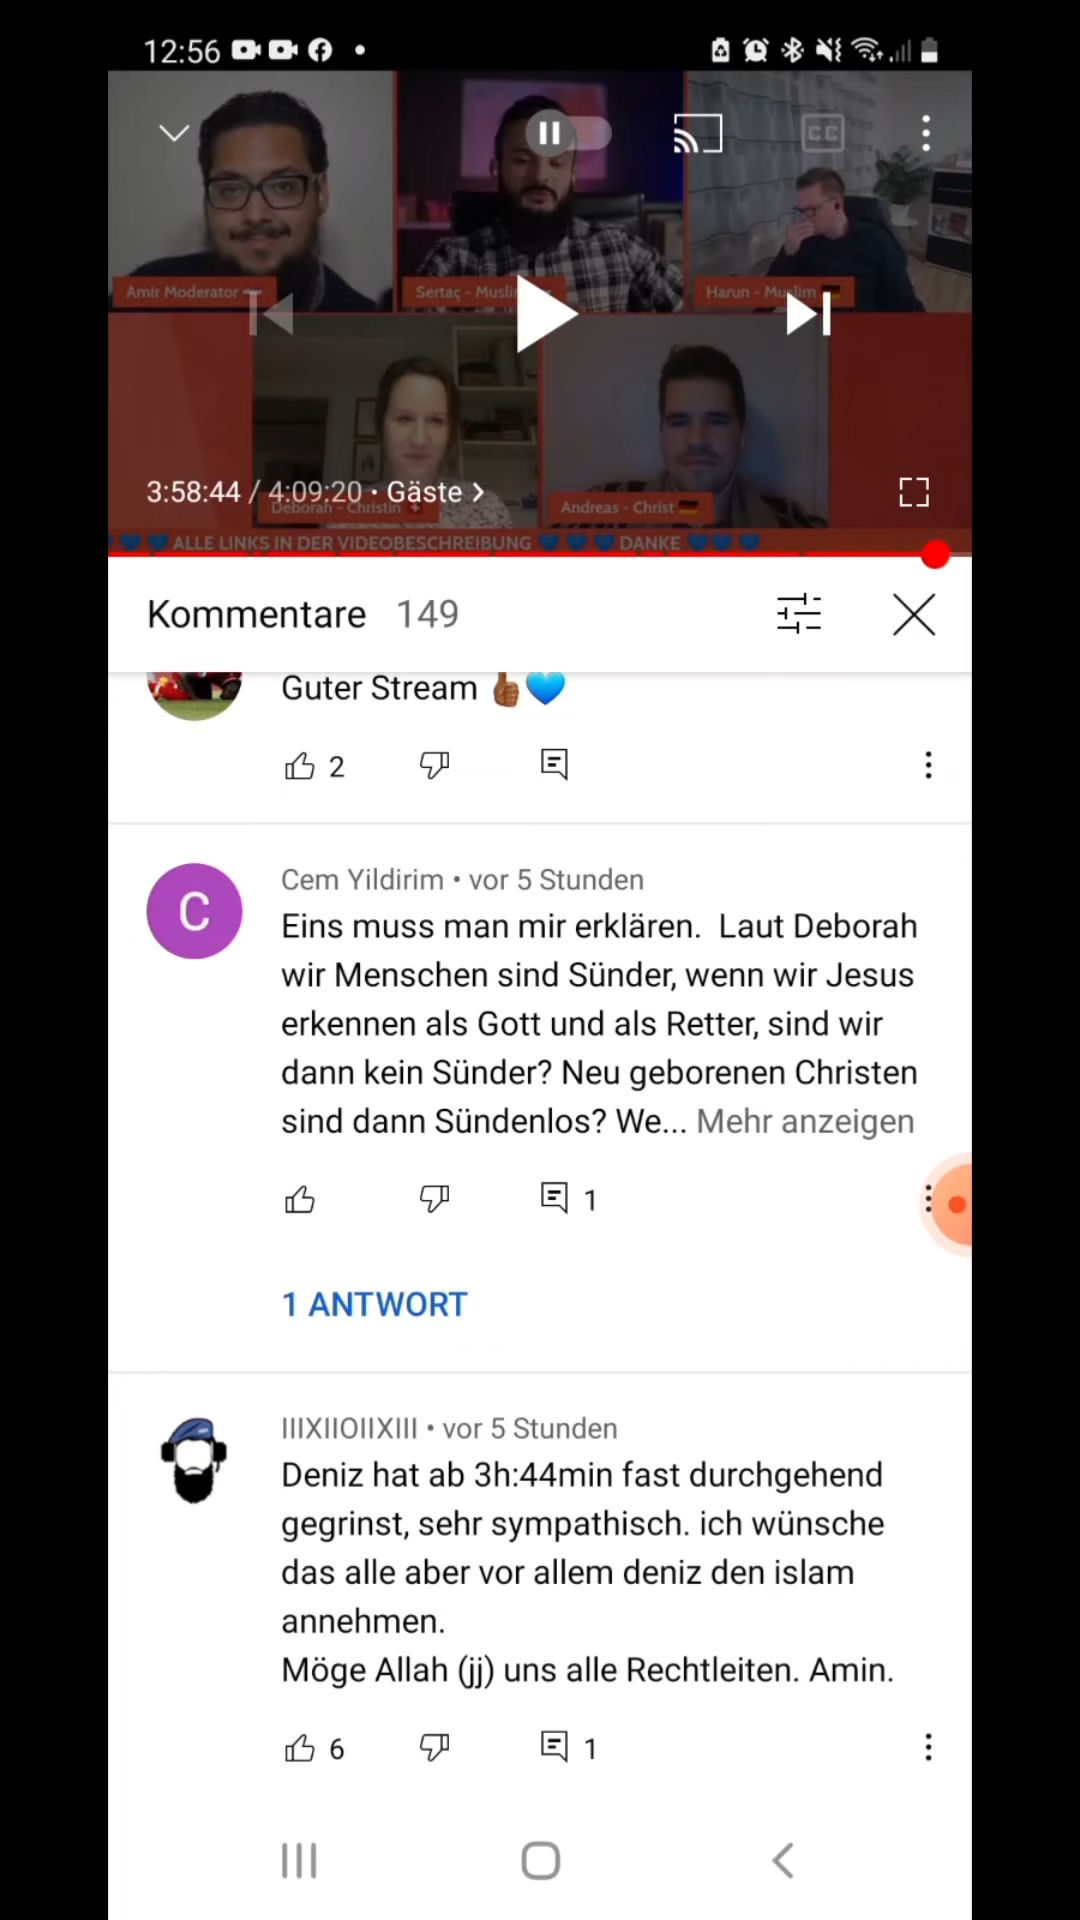 12:56
CC
Amir Moderator
Sertaç - Muslim
Harun - Muslim
3:58:44 / 4:09:20 • Gäste
Deborah - Christin
Andreas - Christ
ALLE LINKS IN DER VIDEOBESCHREIBUNG 💙 💙 💙 DANKE 💙 💙 💙
Kommentare 149
Guter Stream 👍🏾💙
2
C
Cem Yildirim • vor 5 Stunden
Eins muss man mir erklären.  Laut Deborah
wir Menschen sind Sünder, wenn wir Jesus
erkennen als Gott und als Retter, sind wir
dann kein Sünder? Neu geborenen Christen
sind dann Sündenlos? We... Mehr anzeigen
1
1 ANTWORT
IIIXIIOIIXIII • vor 5 Stunden
Deniz hat ab 3h:44min fast durchgehend
gegrinst, sehr sympathisch. ich wünsche
das alle aber vor allem deniz den islam
annehmen.
Möge Allah (jj) uns alle Rechtleiten. Amin.
6 1